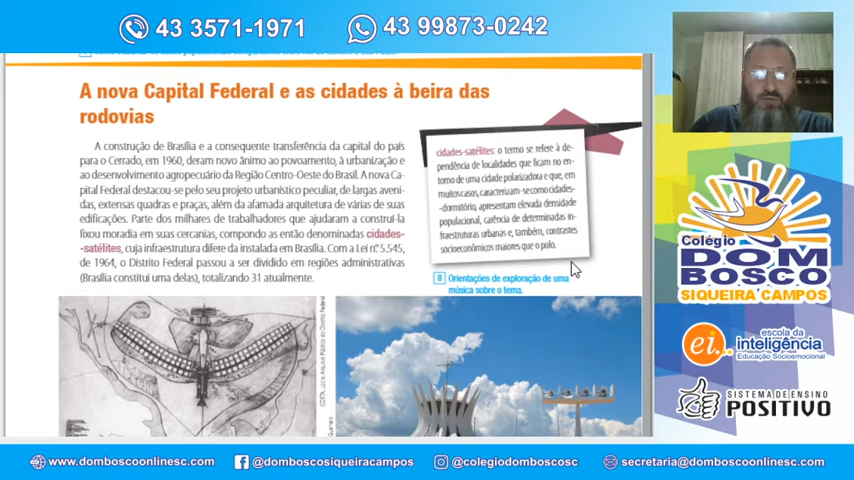 43 3571-1971
43 99873-0242
A nova Capital Federal e as cidades à beira das
rodovias
A construção de Brasília e a consequente transferência da capital do país
para o Cerrado, em 1960, deram novo ânimo ao povoamento, à urbanização e
ao desenvolvimento agropecuário da Região Centro-Oeste do Brasil. A nova Ca-
pital Federal destacou-se pelo seu projeto urbanístico peculiar, de largas aveni-
das, extensas quadras e praças, além da afamada arquitetura de várias de suas
edificações. Parte dos milhares de trabalhadores que ajudaram a construí-la
fixou moradia em suas cercanias, compondo as então denominadas cidades-
-satélites, cuja infraestrutura difere da instalada em Brasília. Com a Lei nº. 5.545,
de 1964, o Distrito Federal passou a ser dividido em regiões administrativas
(Brasília constitui uma delas), totalizando 31 atualmente.
cidades-satélites: o termo se refere à de-
pendência de localidades que ficam no en-
torno de uma cidade polarizadora e que, em
muitos casos, caracterizam-se como cidades-
-dormitório, apresentam elevada densidade
populacional, carência de determinadas in-
fraestruturas urbanas e, também, contrastes
socioeconômicos maiores que o polo.
8 Orientações de exploração de uma
música sobre o tema.
Colégio
DOM
BOSCO
SIQUEIRA CAMPOS
ei...
escola da
inteligência
Educação Socioemocional
SISTEMA DE ENSINO
POSITIVO
www.domboscoonlinesc.com
@domboscosiqueiracampos
@colegiodomboscosc
secretaria@domboscoonlinesc.com